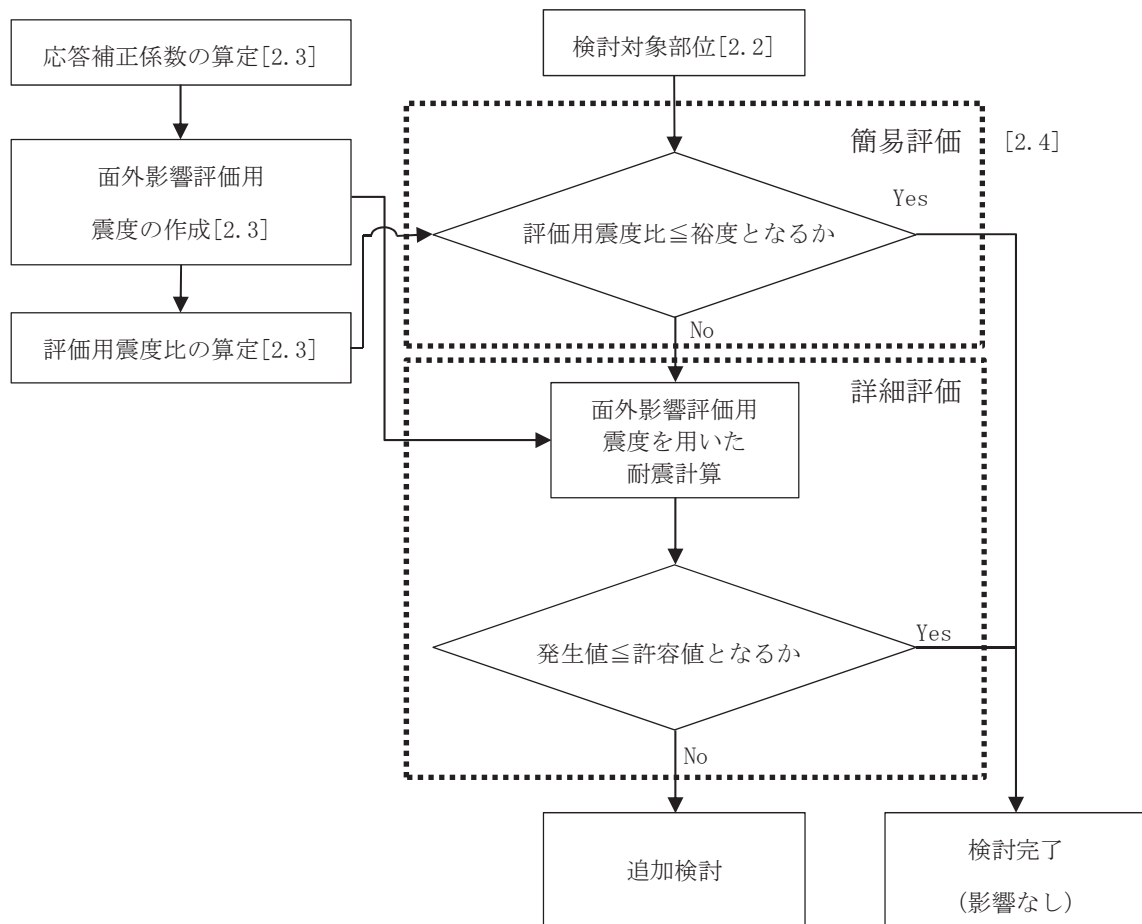 応答補正係数の算定[2.3]
検討対象部位[2.2]
面外影響評価用
震度の作成[2.3]
評価用震度比の算定[2.3]
簡易評価
[2.4]
評価用震度比≦裕度となるか
Yes
No
詳細評価
面外影響評価用
震度を用いた
耐震計算
発生値≦許容値となるか
Yes
No
追加検討
検討完了
（影響なし）